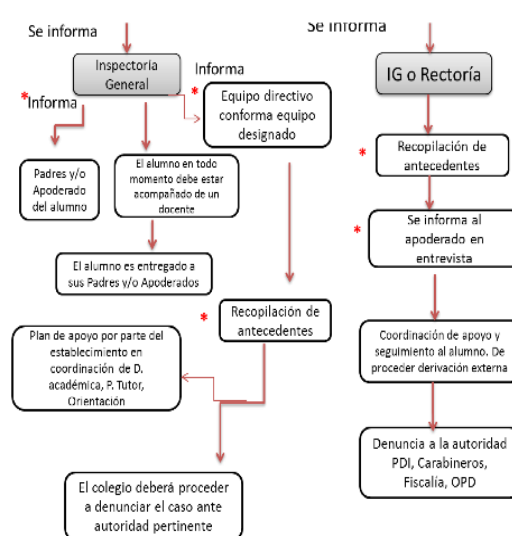 Se informa
Inspectoría
General
*Informa
Informa
*
Equipo directivo
conforma equipo
designado
Padres y/o
Apoderado
del alumno
El alumno en todo
momento debe estar
acompañado de un
docente
El alumno es entregado a
sus Padres y/o Apoderados
*
Recopilación de
antecedentes
Plan de apoyo por parte del
establecimiento en
coordinación de D.
académica, P. Tutor,
Orientación
El colegio deberá proceder
a denunciar el caso ante
autoridad pertinente
Se informa
IG o Rectoría
*
Recopilación de
antecedentes
*
Se informa al
apoderado en
entrevista
Coordinación de apoyo y
seguimiento al alumno. De
proceder derivación externa
Denuncia a la autoridad
PDI, Carabineros,
Fiscalía, OPD